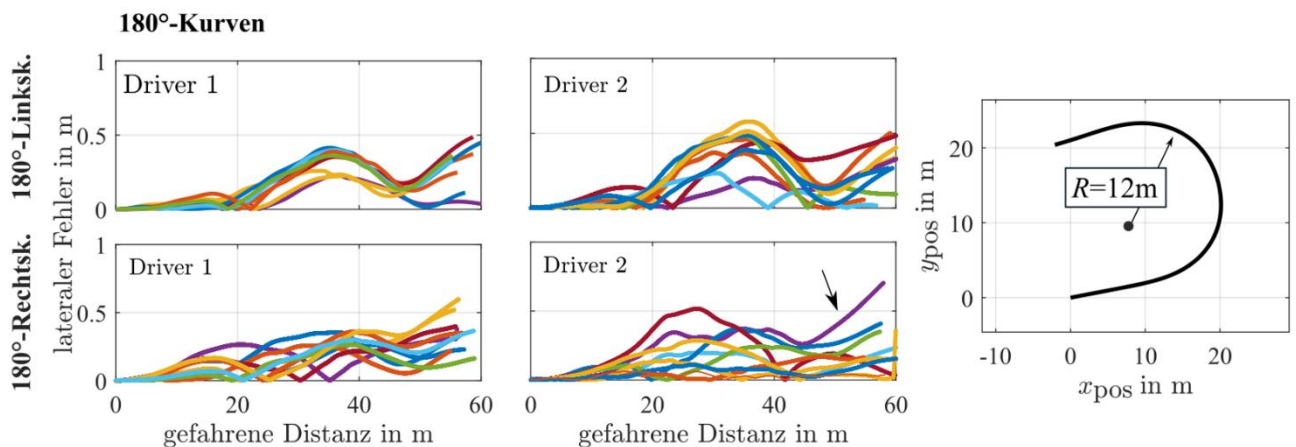 180°-Kurven
180°-Linksk.
180°-Rechtsk.
lateraler Fehler in m
1
0.5
0
Driver 1
Driver 2
1
0.5
0
0
20
40
60
Driver 1
gefahrene Distanz in m
0
20
40
60
Driver 2
gefahrene Distanz in m
20
10
0
-10
0
10
20
R=12m
ypos in m
xpos in m